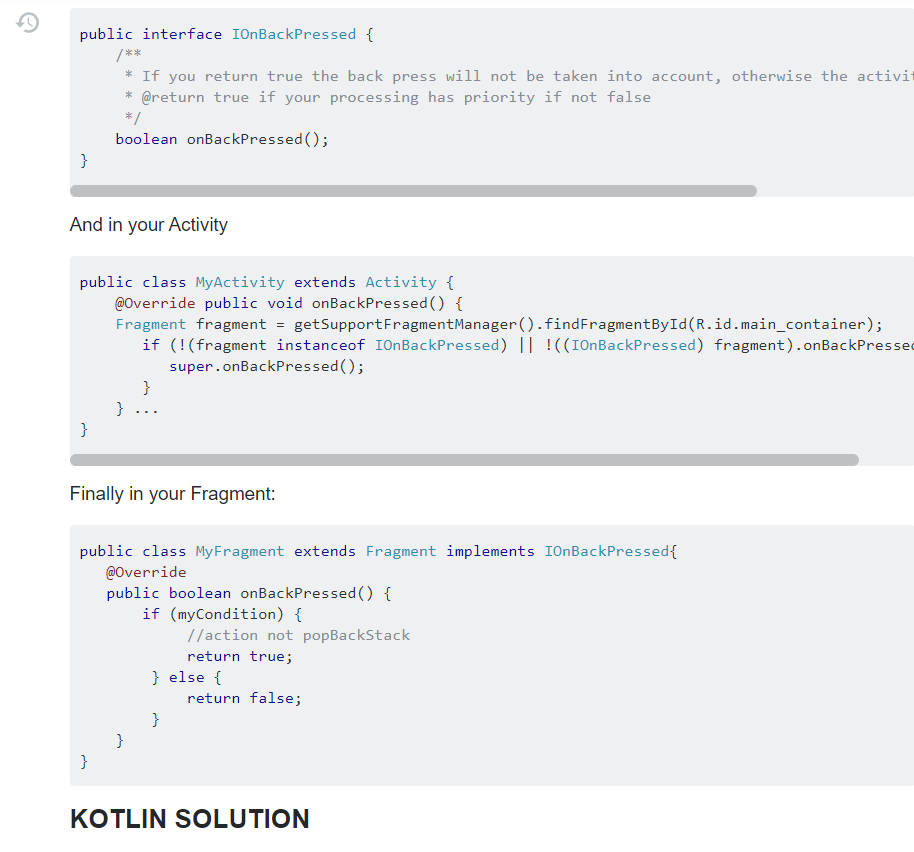 public interface IOnBackPressed {
    /**
     * If you return true the back press will not be taken into account, otherwise the
     * @return true if your processing has priority if not false
     */
    boolean onBackPressed();
}
And in your Activity
public class MyActivity extends Activity {
    @Override public void onBackPressed() {
    Fragment fragment = getSupportFragmentManager().findFragmentById(R.id.main_container);
       if (!(fragment instanceof IOnBackPressed) || !((IOnBackPressed) fragment).onBackPressed
          super.onBackPressed();
       }
    } ...
}
Finally in your Fragment:
public class MyFragment extends Fragment implements IOnBackPressed{
   @Override
   public boolean onBackPressed() {
       if (myCondition) {
            //action not popBackStack
            return true;
        } else {
            return false;
        }
    }
}
KOTLIN SOLUTION